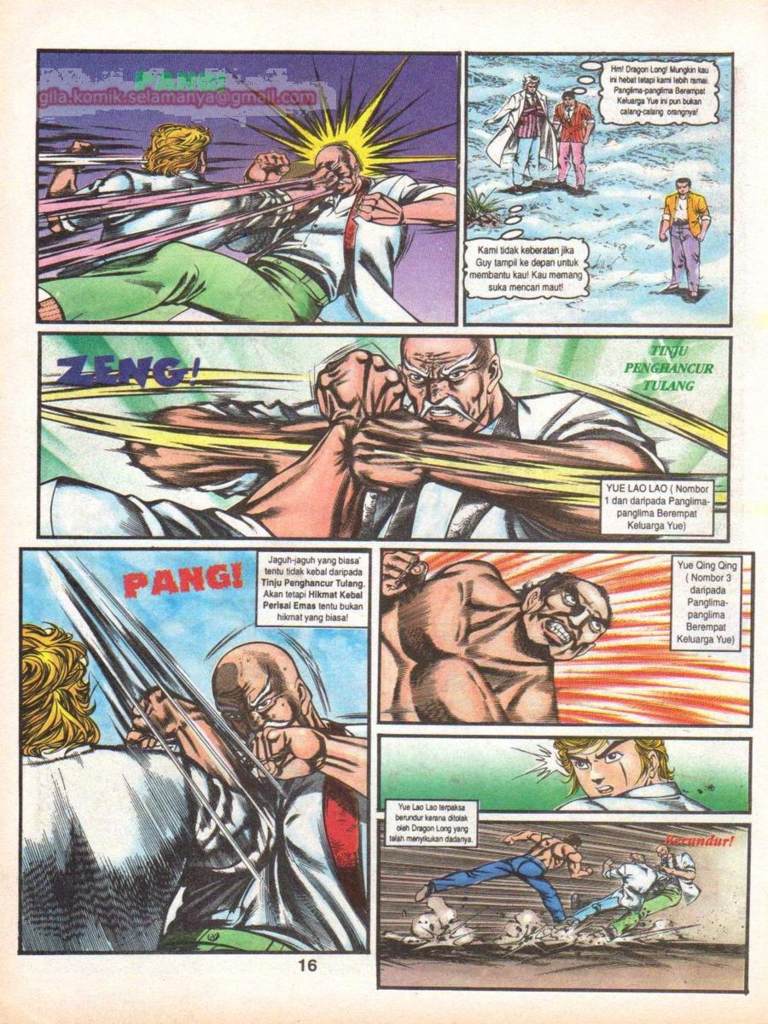 PANG!
gila.komik.selamanya@gmail.com
Hm! Dragon Long! Mungkin kau
ini hebat tetapi kami lebih ramai.
Panglima-panglima Berempat
Keluarga Yue ini pun bukan
calang-calang orangnya!
Kami tidak keberatan jika
Guy tampil ke depan untuk
membantu kau! Kau memang
suka mencari maut!
ZENG!
TINJU
PENGHANCUR
TULANG
YUE LAO LAO ( Nombor
1 dan daripada Panglima-
panglima Berempat
Keluarga Yue)
PANG!
Jaguh-jaguh yang biasa
tentu tidak kebal daripada
Tinju Penghancur Tulang.
Akan tetapi Hikmat Kebal
Perisai Emas tentu bukan
hikmat yang biasa!
Yue Qing Qing
( Nombor 3
daripada
Panglima-
panglima
Berempat
Keluarga Yue)
Yue Lao Lao terpaksa
berundur kerana ditolak
oleh Dragon Long yang
telah menyikukan dadanya.
Berundur!
16